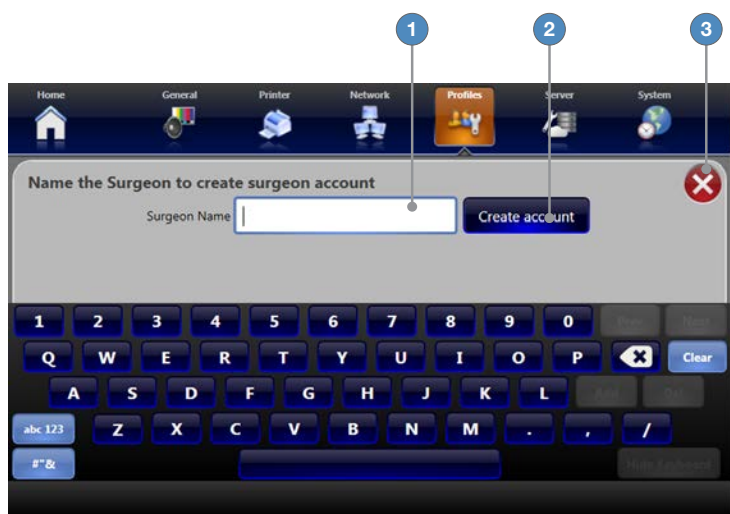 1 2 3
Home General Printer Network Profiles Server System
Name the Surgeon to create surgeon account
Surgeon Name Create account
1 2 3 4 5 6 7 8 9 0 Prev Next
Q W E R T Y U I O P Clear
A S D F G H J K L Add Del
abc 123 Z X C V B N M . , /
#"& Hide Keyboard